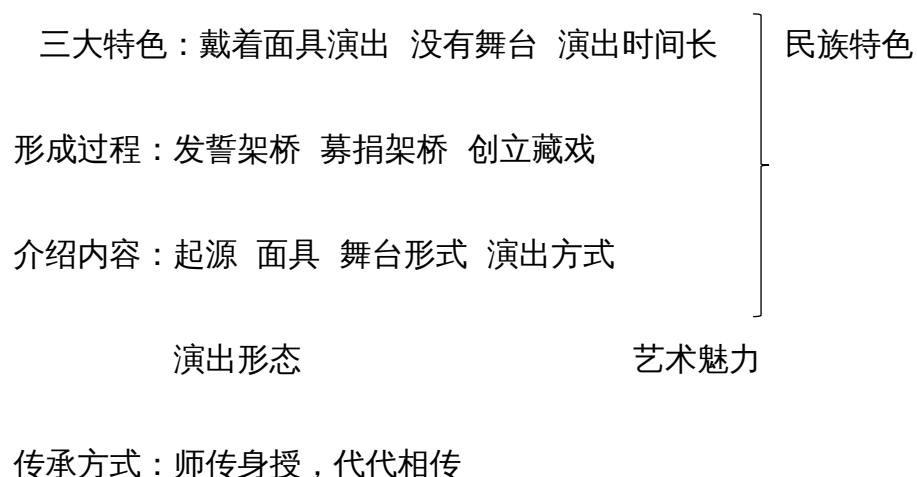 三大特色：戴着面具演出 没有舞台 演出时间长 民族特色
形成过程：发誓架桥 募捐架桥 创立藏戏
介绍内容：起源 面具 舞台形式 演出方式
演出形态 艺术魅力
传承方式：师传身授，代代相传